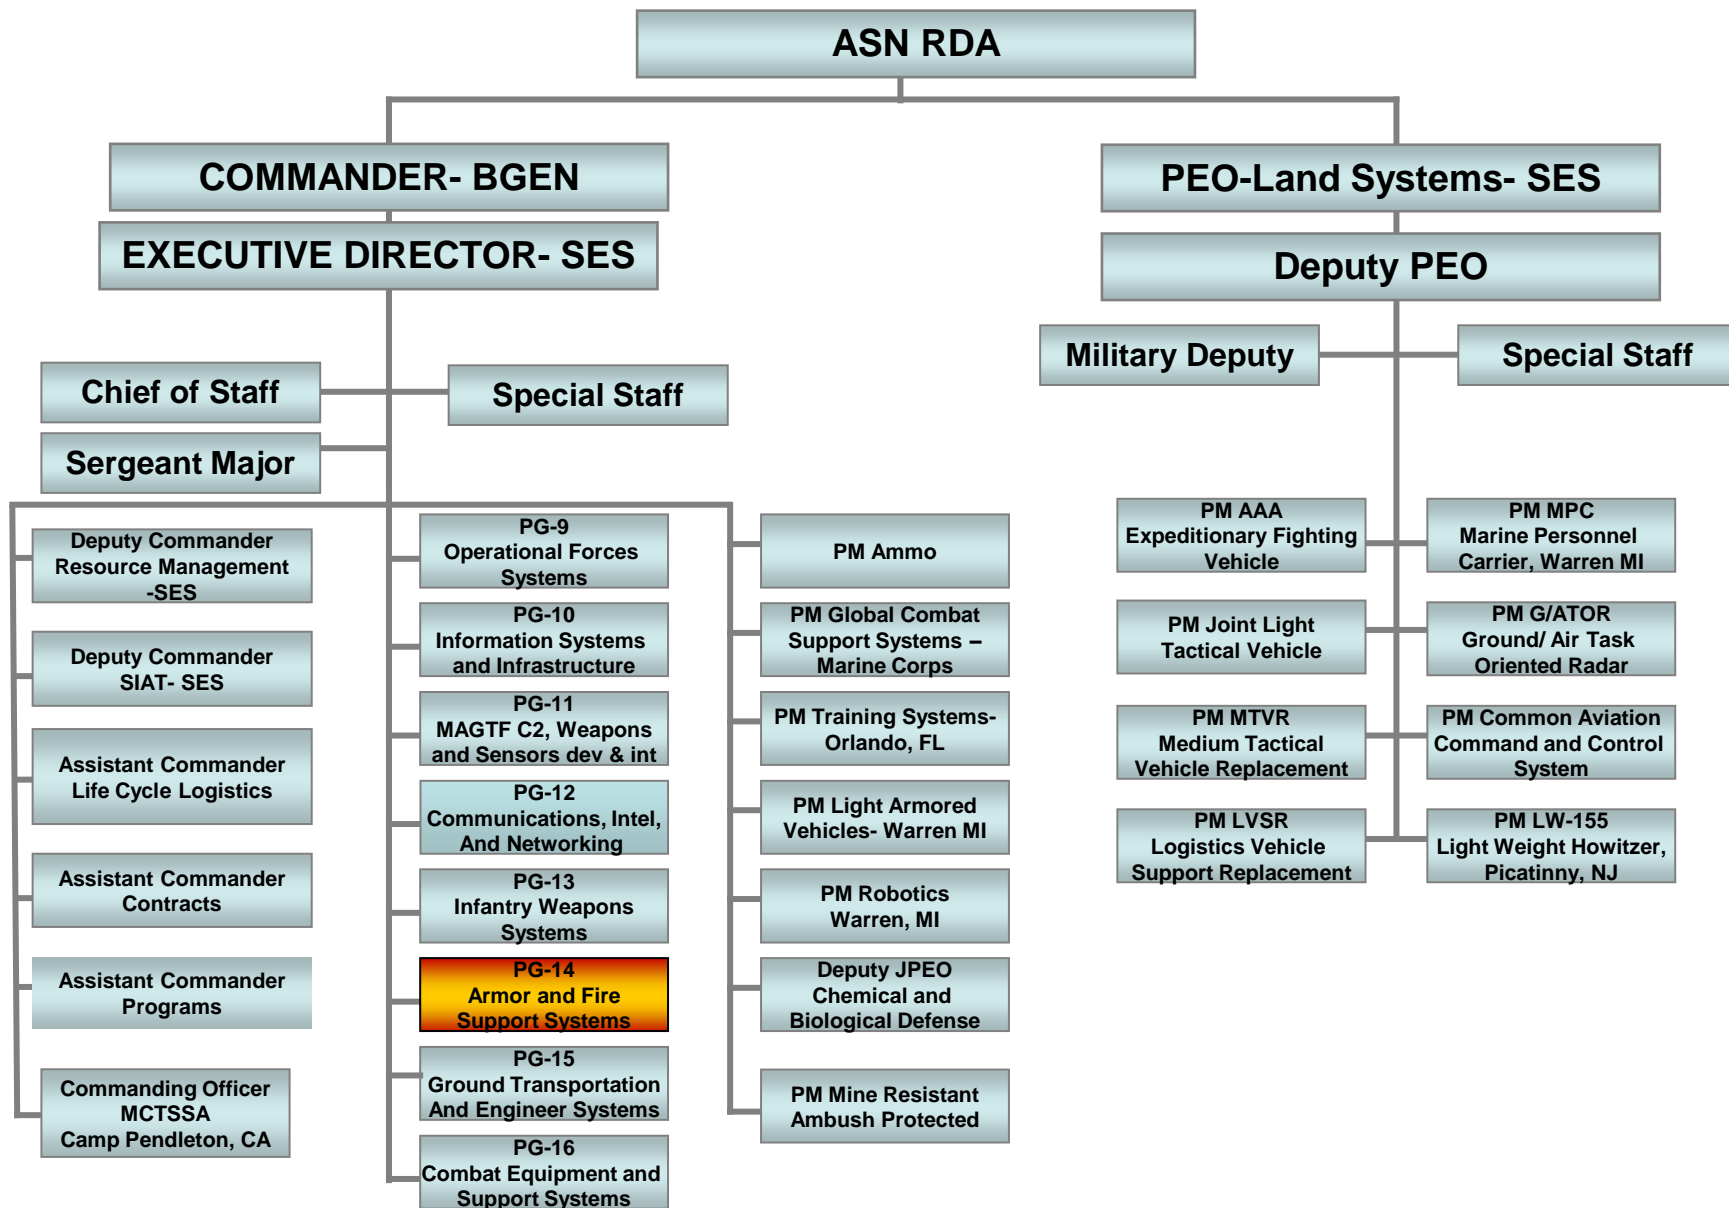 ASN RDA
COMMANDER- BGEN
EXECUTIVE DIRECTOR- SES
PEO-Land Systems- SES
Deputy PEO
Chief of Staff
Special Staff
Sergeant Major
Military Deputy
Special Staff
Deputy Commander
Resource Management
-SES
Deputy Commander
SIAT- SES
Assistant Commander
Life Cycle Logistics
Assistant Commander
Contracts
Assistant Commander
Programs
Commanding Officer
MCTSSA
Camp Pendleton, CA
PG-9
Operational Forces
Systems
PG-10
Information Systems
and Infrastructure
PG-11
MAGTF C2, Weapons
and Sensors dev & int
PG-12
Communications, Intel,
And Networking
PG-13
Infantry Weapons
Systems
PG-14
Armor and Fire
Support Systems
PG-15
Ground Transportation
And Engineer Systems
PG-16
Combat Equipment and
Support Systems
PM Ammo
PM Global Combat
Support Systems –
Marine Corps
PM Training Systems-
Orlando, FL
PM Light Armored
Vehicles- Warren MI
PM Robotics
Warren, MI
Deputy JPEO
Chemical and
Biological Defense
PM Mine Resistant
Ambush Protected
PM AAA
Expeditionary Fighting
Vehicle
PM Joint Light
Tactical Vehicle
PM MTVR
Medium Tactical
Vehicle Replacement
PM LVSR
Logistics Vehicle
Support Replacement
PM MPC
Marine Personnel
Carrier, Warren MI
PM G/ATOR
Ground/ Air Task
Oriented Radar
PM Common Aviation
Command and Control
System
PM LW-155
Light Weight Howitzer,
Picatinny, NJ